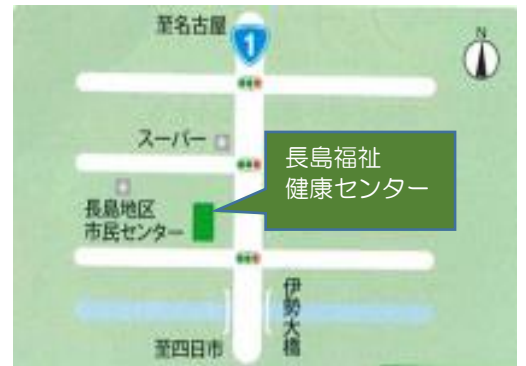 至名古屋
1
N
スーパー
長島福祉
健康センター
長島地区
市民センター
伊勢大橋
至四日市